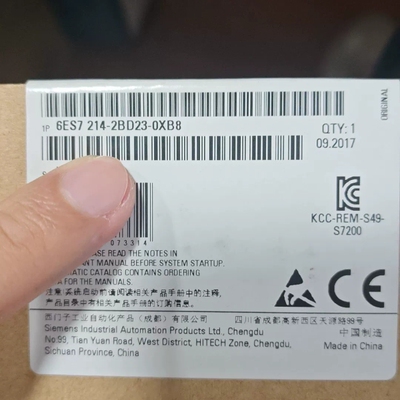 1P 6ES7 214-2BD23-0XB8
QTY: 1
09.2017
ORIGINAL
KCC-REM-S49-
S7200
073314
IN
ANT MANUAL BEFORE SYSTEM STARTUP.
MATIC CATALOG CONTAINS ORDERING
A FOR THE MANUALS.
注意:系统启动前请阅读相关产品手册中的注释,
产品目录中有相关产品手册的订购信息。
西门子工业自动化产品(成都)有限公司
四川省成都高新西区天源路99号
Siemens Industrial Automation Products Ltd., Chengdu
中国制造
No.99, Tian Yuan Road, West District, HITECH Zone, Chengdu,
Made in China
Sichuan Province, China